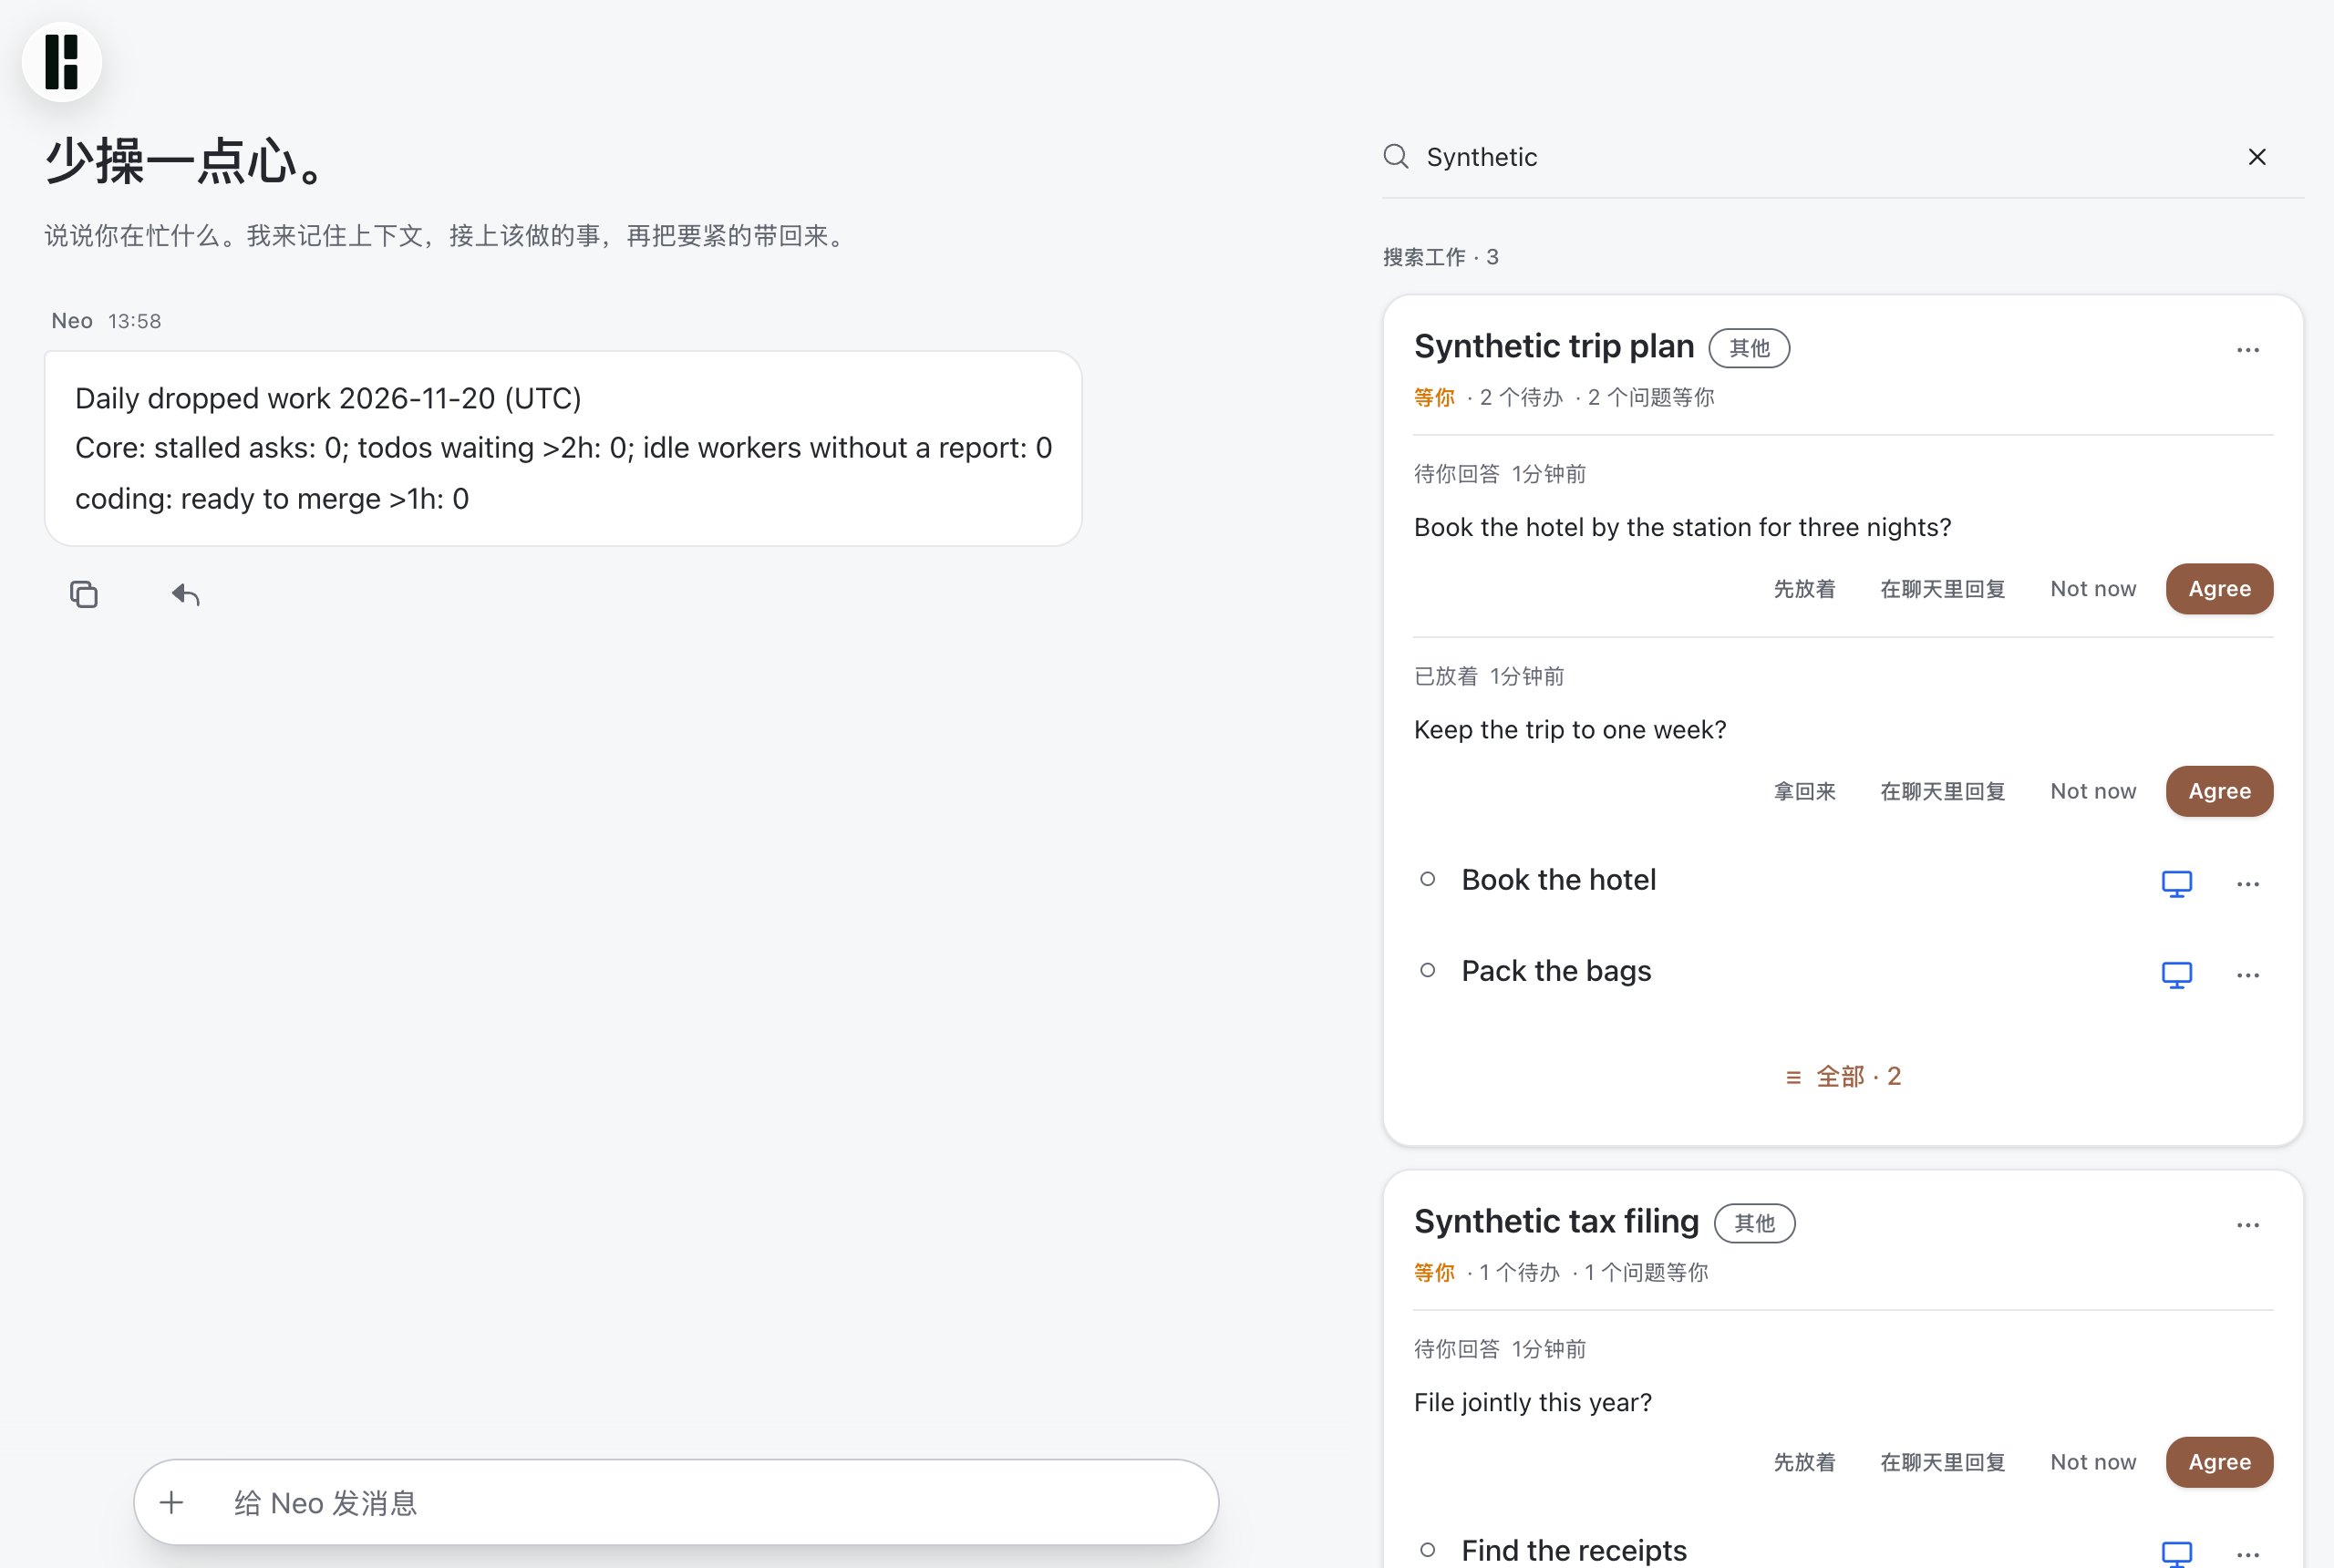 少操一点心。
说说你在忙什么。我来记住上下文，接上该做的事，再把要紧的带回来。
Neo 13:58
Daily dropped work 2026-11-20 (UTC)
Core: stalled asks: 0; todos waiting >2h: 0; idle workers without a report: 0
coding: ready to merge >1h: 0
给 Neo 发消息
Synthetic
搜索工作 · 3
Synthetic trip plan 其他
等你 · 2 个待办 · 2 个问题等你
待你回答 1分钟前
Book the hotel by the station for three nights?
先放着 在聊天里回复 Not now Agree
已放着 1分钟前
Keep the trip to one week?
拿回来 在聊天里回复 Not now Agree
Book the hotel
Pack the bags
全部 · 2
Synthetic tax filing 其他
等你 · 1 个待办 · 1 个问题等你
待你回答 1分钟前
File jointly this year?
先放着 在聊天里回复 Not now Agree
Find the receipts